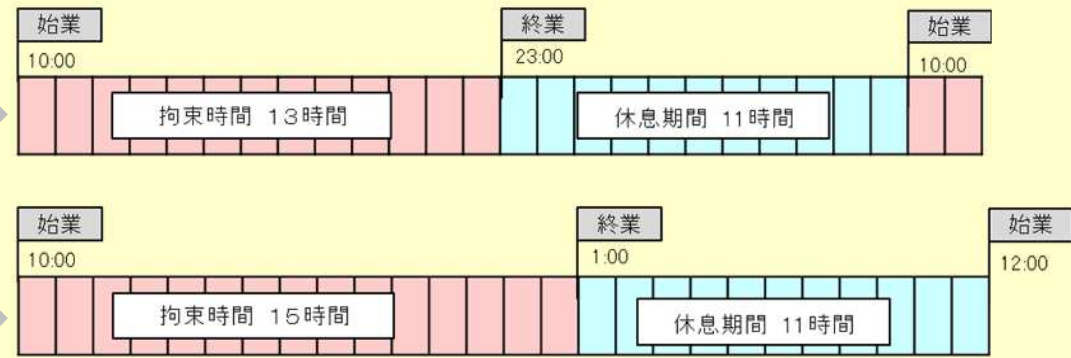 始業
終業
始業
10:00
23:00
10:00
拘束時間 13時間
休息期間 11時間
始業
終業
始業
10:00
1:00
12:00
拘束時間 15時間
休息期間 11時間